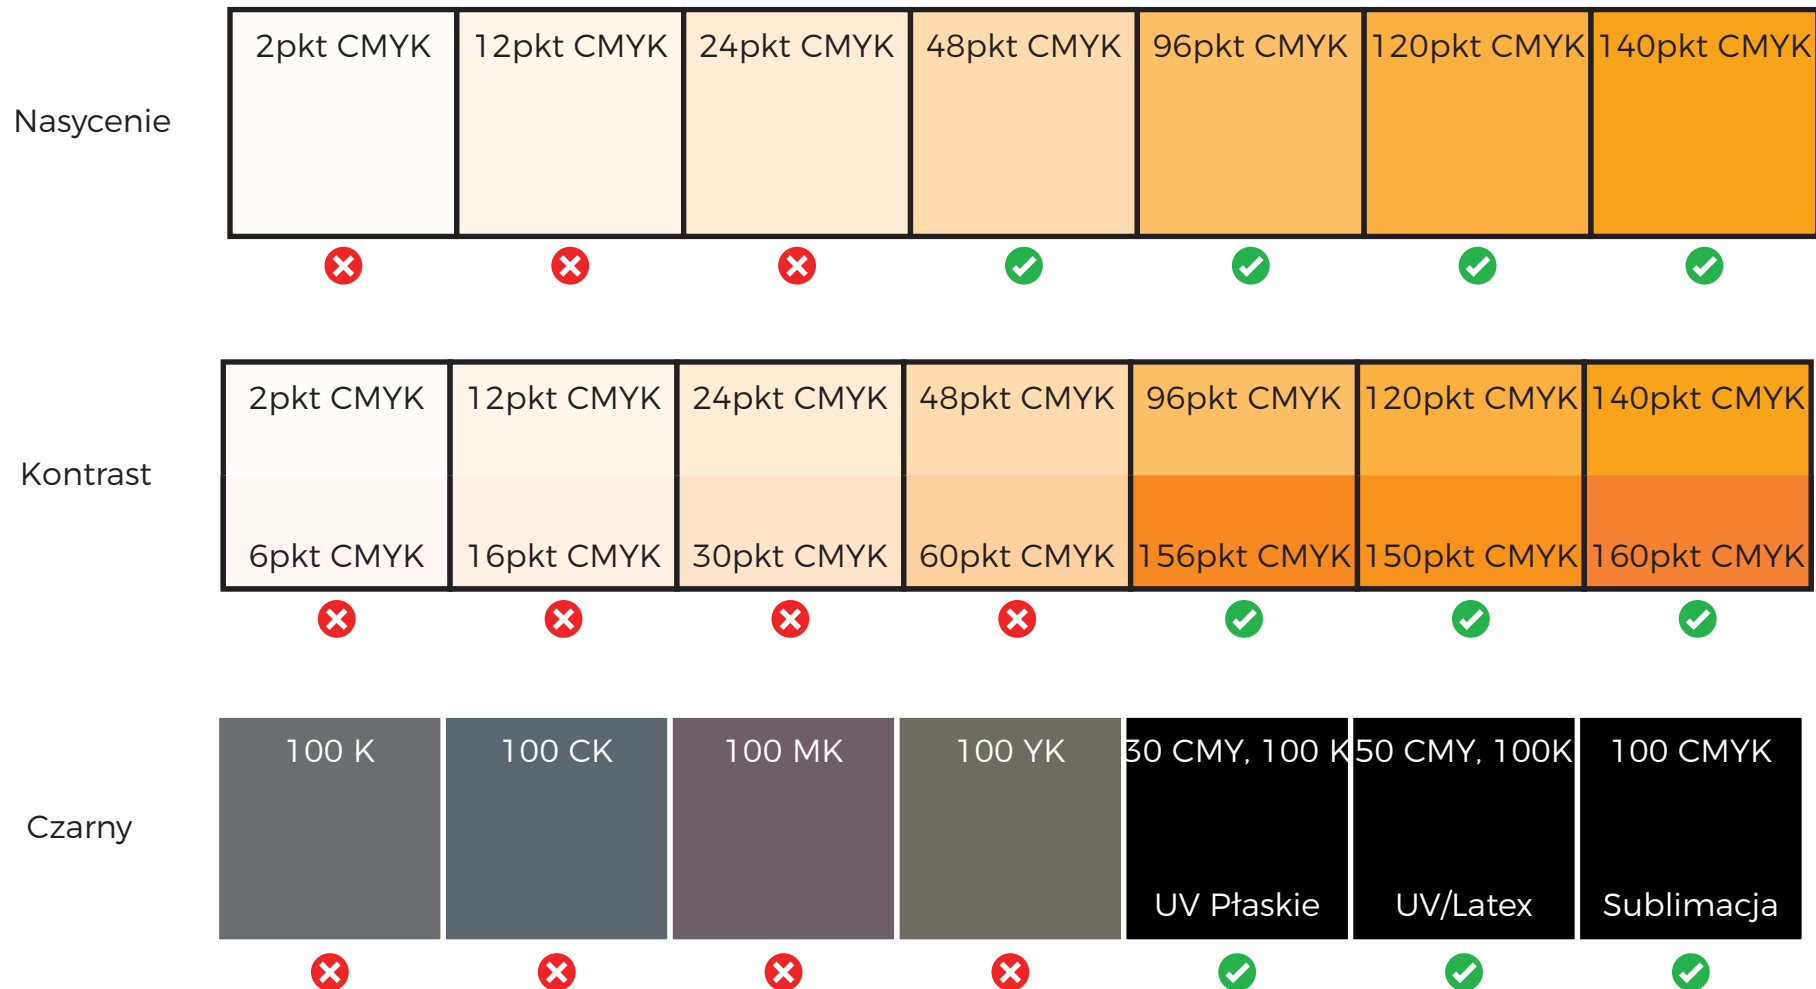 2pkt CMYK 12pkt CMYK 24pkt CMYK 48pkt CMYK 96pkt CMYK 120pkt CMYK 140pkt CMYK
Nasycenie
2pkt CMYK 12pkt CMYK 24pkt CMYK 48pkt CMYK 96pkt CMYK 120pkt CMYK 140pkt CMYK
Kontrast
6pkt CMYK 16pkt CMYK 30pkt CMYK 60pkt CMYK 156pkt CMYK 150pkt CMYK 160pkt CMYK
100 K 100 CK 100 MK 100 YK 30 CMY, 100 K 50 CMY, 100K 100 CMYK
Czarny
UV Płaskie UV/Latex Sublimacja